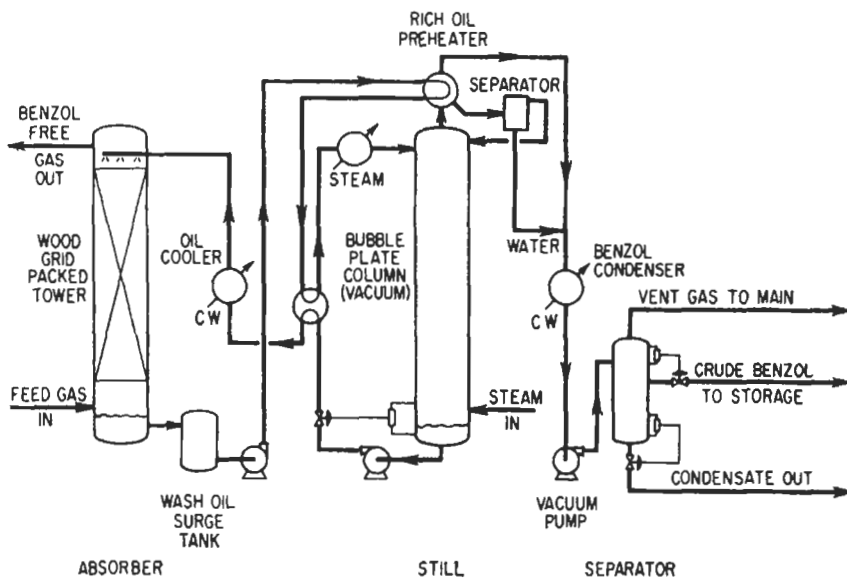 RICH OIL
PREHEATER
SEPARATOR
BENZOL
FREE
GAS
OUT
STEAM
WOOD
GRID
PACKED
TOWER
OIL
COOLER
CW
BUBBLE
PLATE
COLUMN
(VACUUM)
WATER
BENZOL
CONDENSER
CW
VENT GAS TO MAIN
FEED GAS
IN
STEAM
IN
CRUDE BENZOL
TO STORAGE
WASH OIL
SURGE
TANK
VACUUM
PUMP
CONDENSATE OUT
ABSORBER
STILL
SEPARATOR